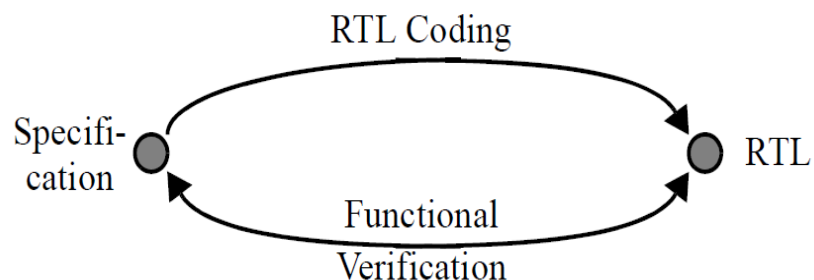 RTL Coding
Specifi-
cation
RTL
Functional
Verification